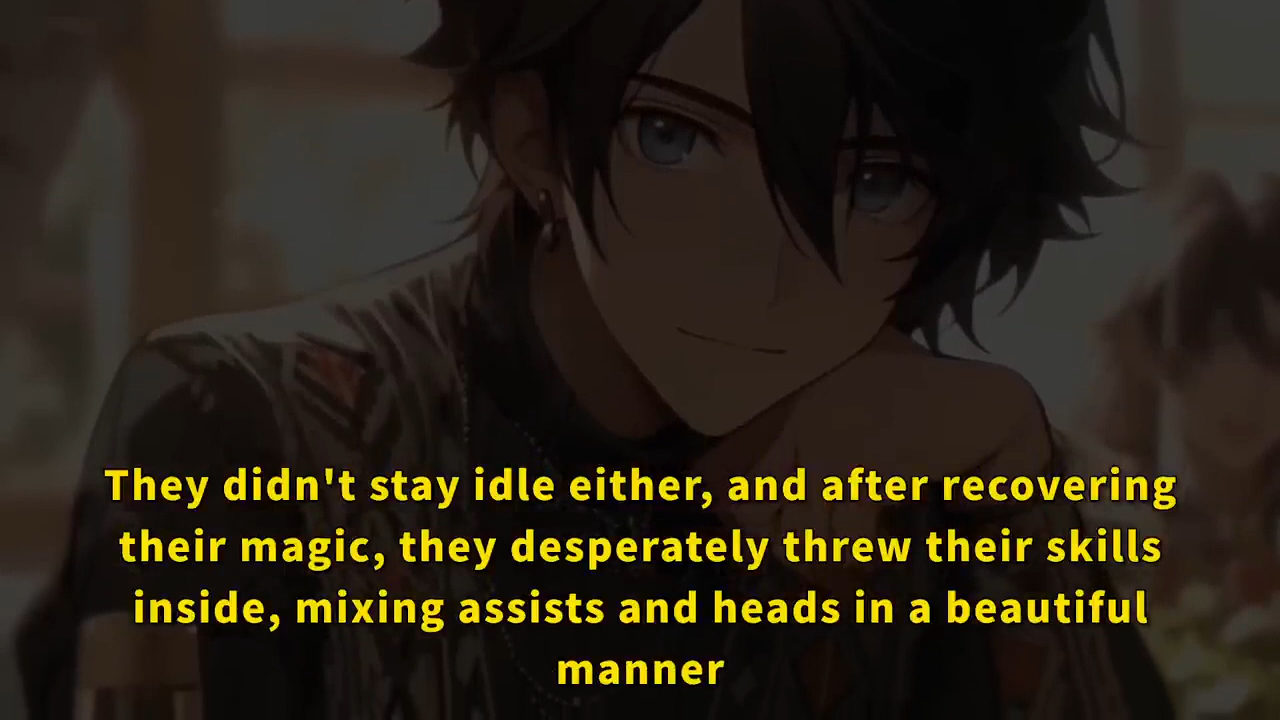 They didn't stay idle either, and after recovering
their magic, they desperately threw their skills
inside, mixing assists and heads in a beautiful
manner